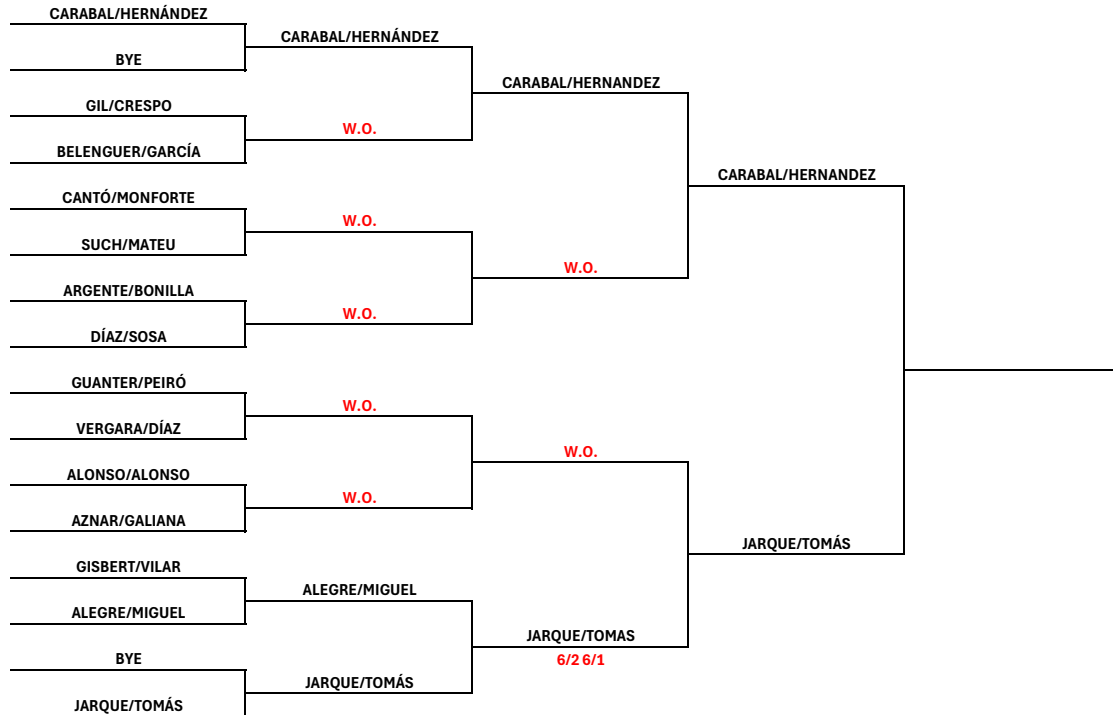 CARABAL/HERNÁNDEZ
BYE
GIL/CRESPO
BELENGUER/GARCÍA
CANTÓ/MONFORTE
SUCH/MATEU
ARGENTE/BONILLA
DÍAZ/SOSA
GUANTER/PEIRÓ
VERGARA/DÍAZ
ALONSO/ALONSO
AZNAR/GALIANA
GISBERT/VILAR
ALEGRE/MIGUEL
BYE
JARQUE/TOMÁS
CARABAL/HERNÁNDEZ
W.O.
W.O.
W.O.
W.O.
W.O.
ALEGRE/MIGUEL
JARQUE/TOMÁS
CARABAL/HERNANDEZ
W.O.
W.O.
JARQUE/TOMAS
6/2 6/1
CARABAL/HERNANDEZ
JARQUE/TOMÁS